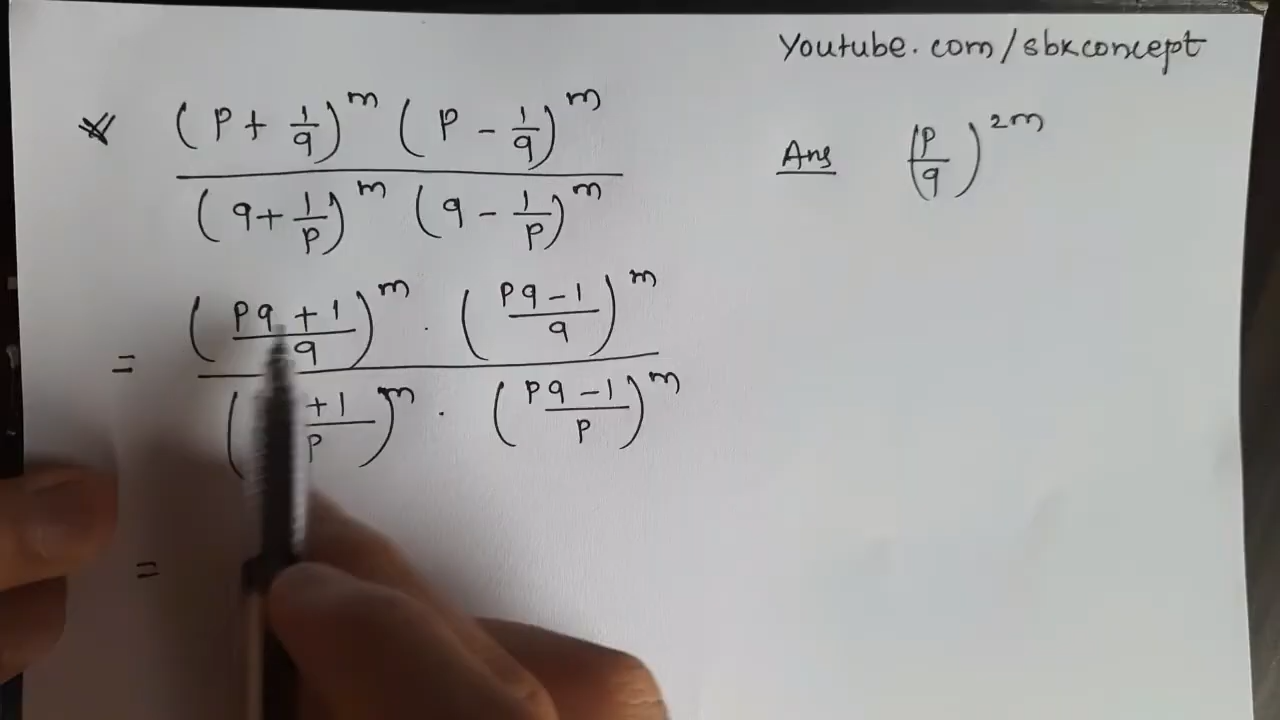 Youtube.com/sbkconcept
(P + 1/q)^m (P - 1/q)^m
(q + 1/P)^m (q - 1/P)^m
Ans (P/q)^2m
= (Pq + 1/q)^m . (Pq - 1/q)^m
( +1/P)^m . (Pq - 1/P)^m
=